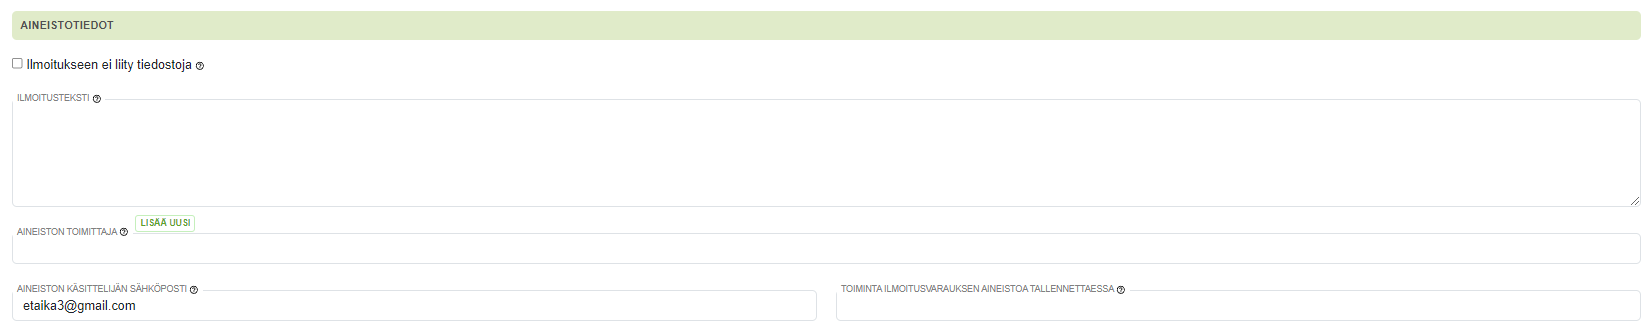 AINEISTOTIEDOT
Ilmoitukseen ei liity tiedostoja
ILMOITUSTEKSTI
AINEISTON TOIMITTAJA LISÄÄ UUSI
AINEISTON KÄSITTELIJÄN SÄHKÖPOSTI
etaika3@gmail.com
TOIMINTA ILMOITUSVARAUKSEN AINEISTOA TALLENNETTAESSA